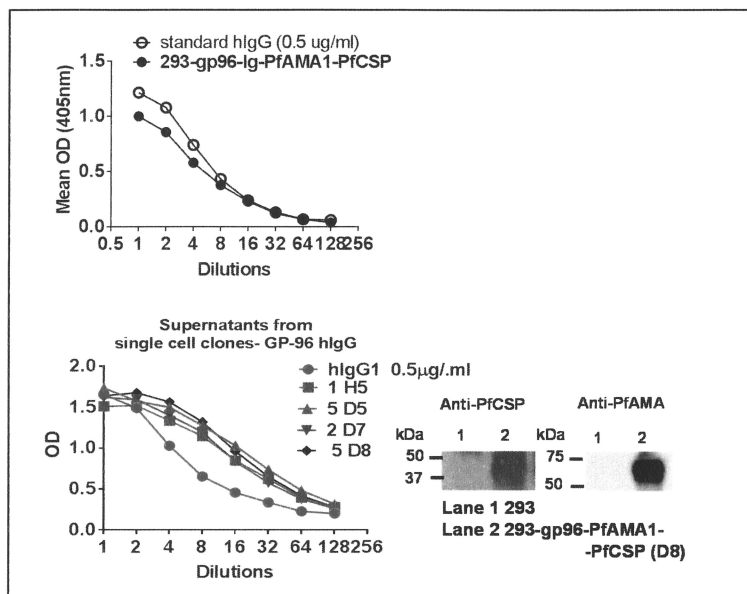 standard hIgG (0.5 ug/ml)
293-gp96-Ig-PfAMA1-PfCSP
Mean OD (405nm)
1.5
1.0
0.5
0.0
0.5 1 2 4 8 16 32 64 128 256
Dilutions
Supernatants from
single cell clones- GP-96 hIgG
hIgG1 0.5µg/.ml
1 H5
5 D5
2 D7
5 D8
OD
2.0
1.5
1.0
0.5
0.0
1 2 4 8 16 32 64 128 256
Dilutions
Anti-PfCSP
kDa 1 2
50
37
Anti-PfAMA
kDa 1 2
75
50
Lane 1 293
Lane 2 293-gp96-PfAMA1-
-PfCSP (D8)